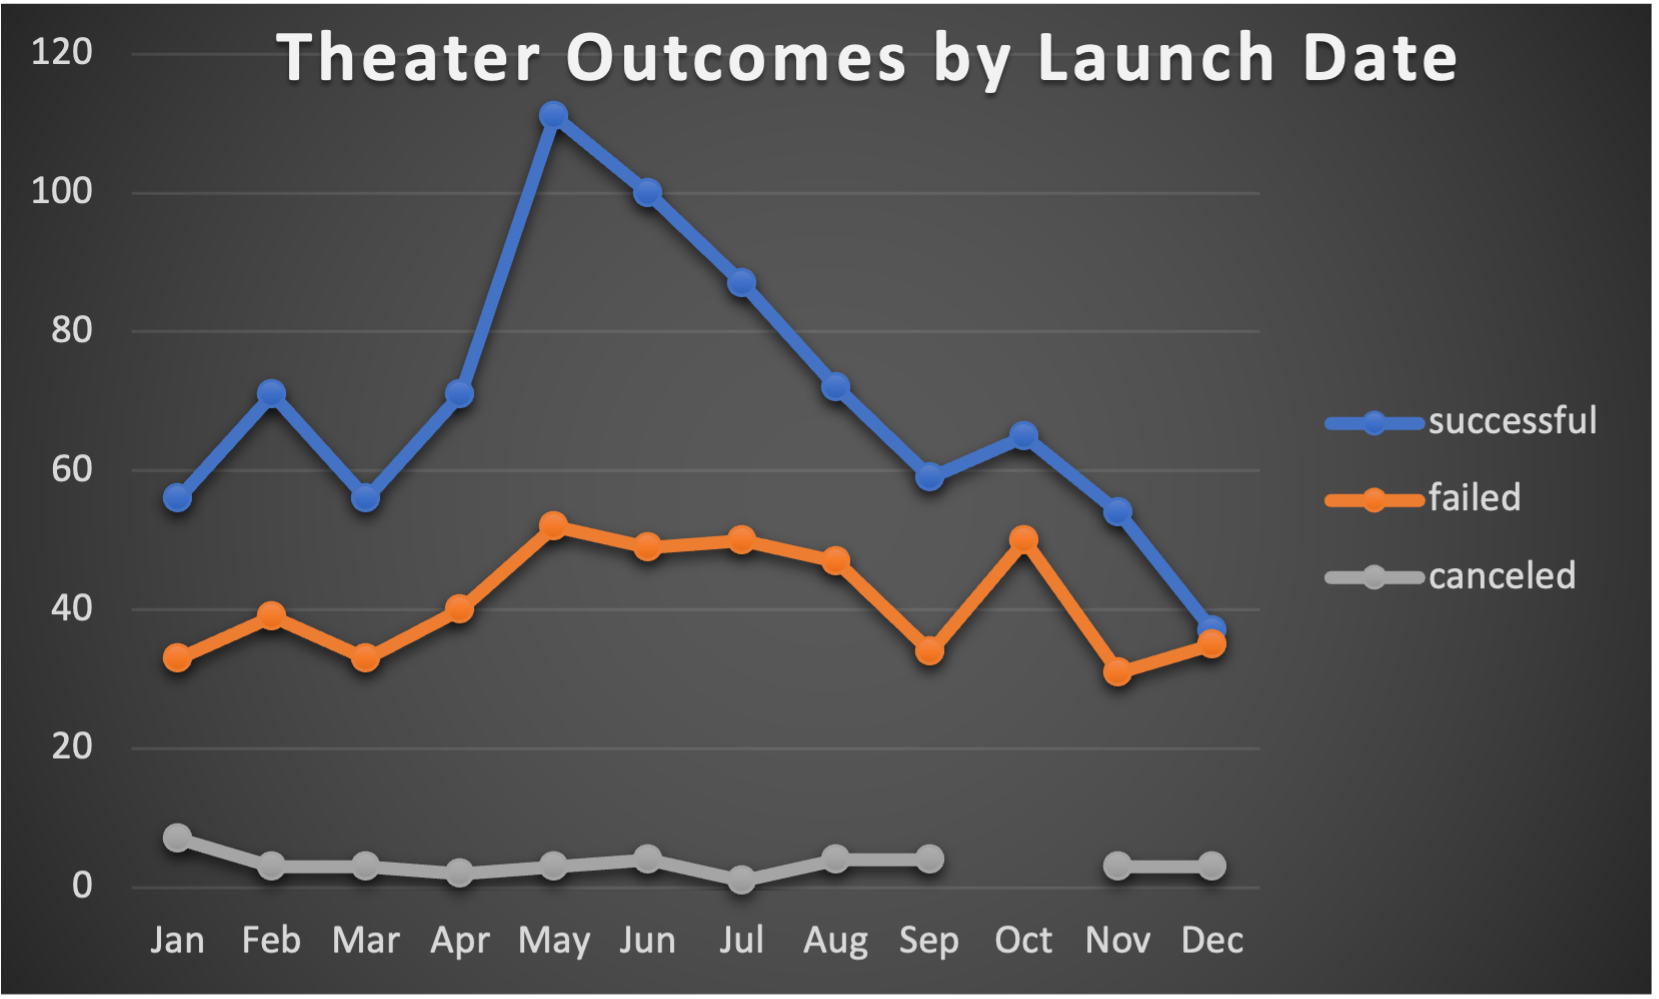 Theater Outcomes by Launch Date
120
100
80
60
40
20
0
Jan Feb Mar Apr May Jun Jul Aug Sep Oct Nov Dec
successful
failed
canceled